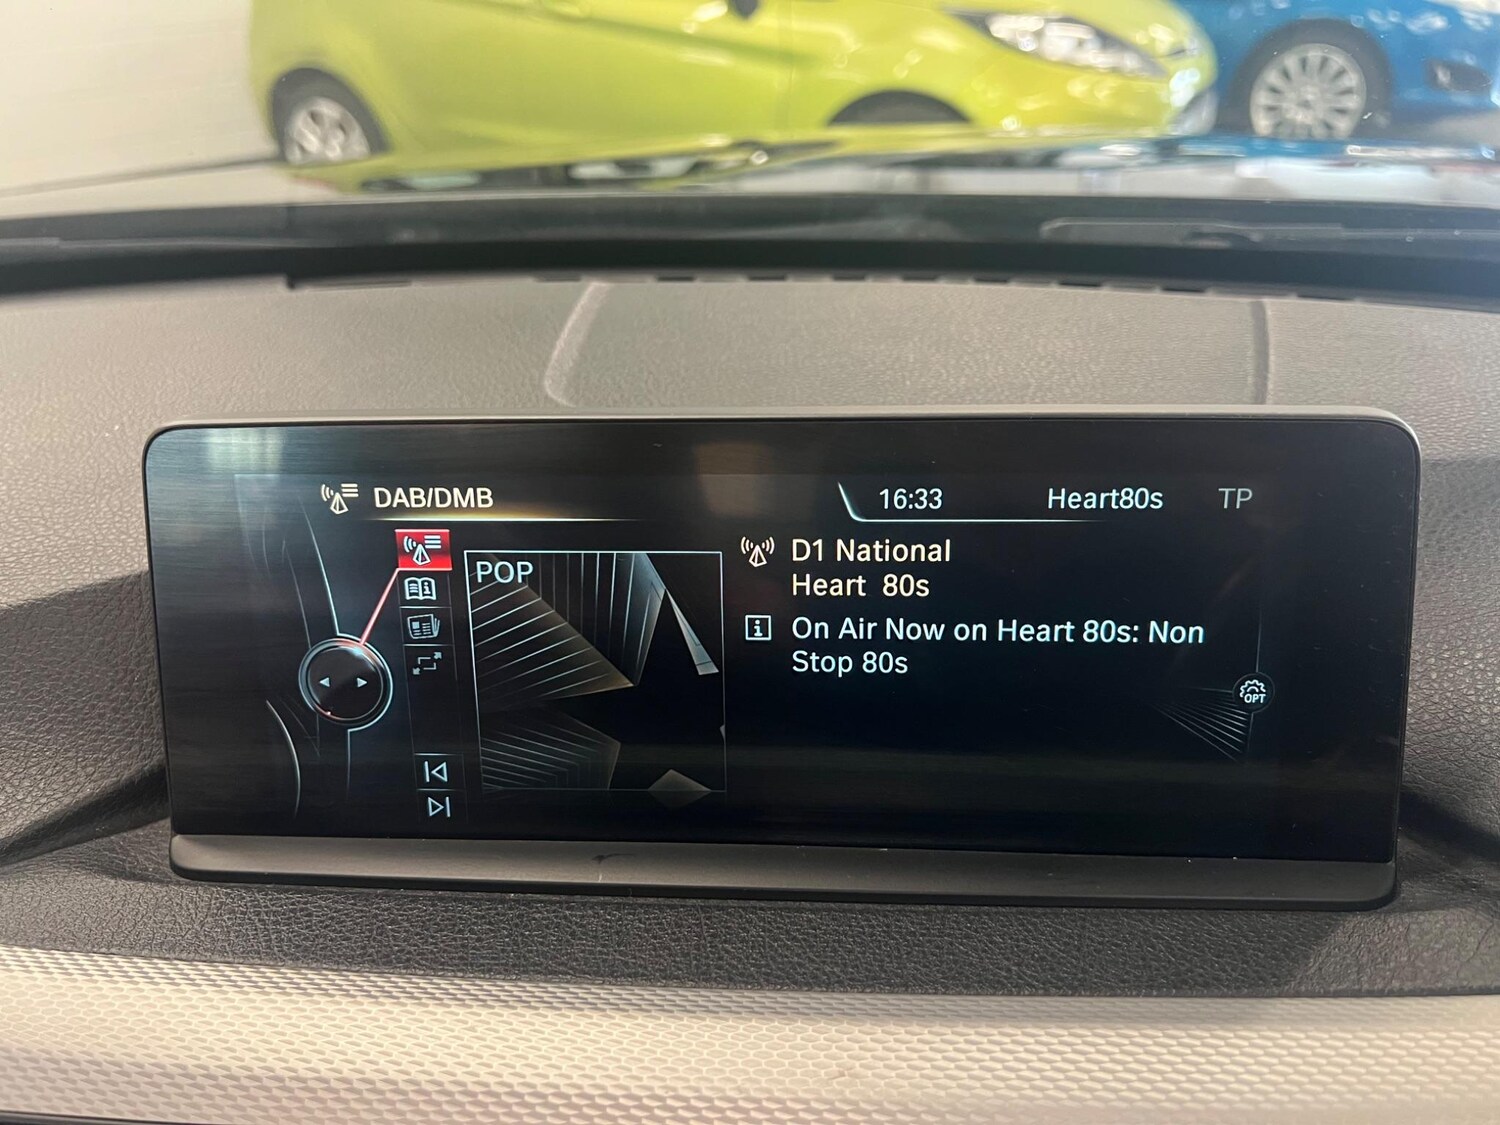 DAB/DMB
16:33 Heart80s TP
POP
D1 National
Heart 80s
On Air Now on Heart 80s: Non
Stop 80s
OPT